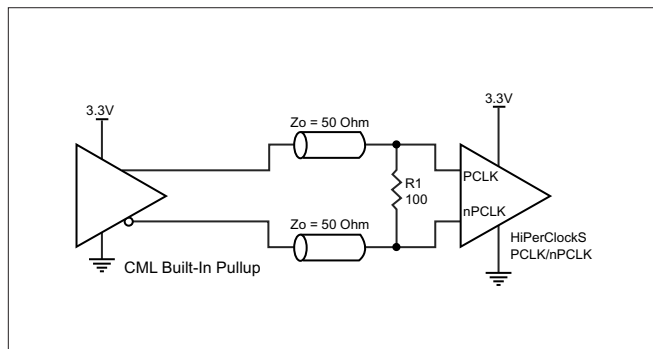 3.3V
3.3V
Zo = 50 Ohm
PCLK
R1
100
nPCLK
Zo = 50 Ohm
HiPerClockS
PCLK/nPCLK
CML Built-In Pullup